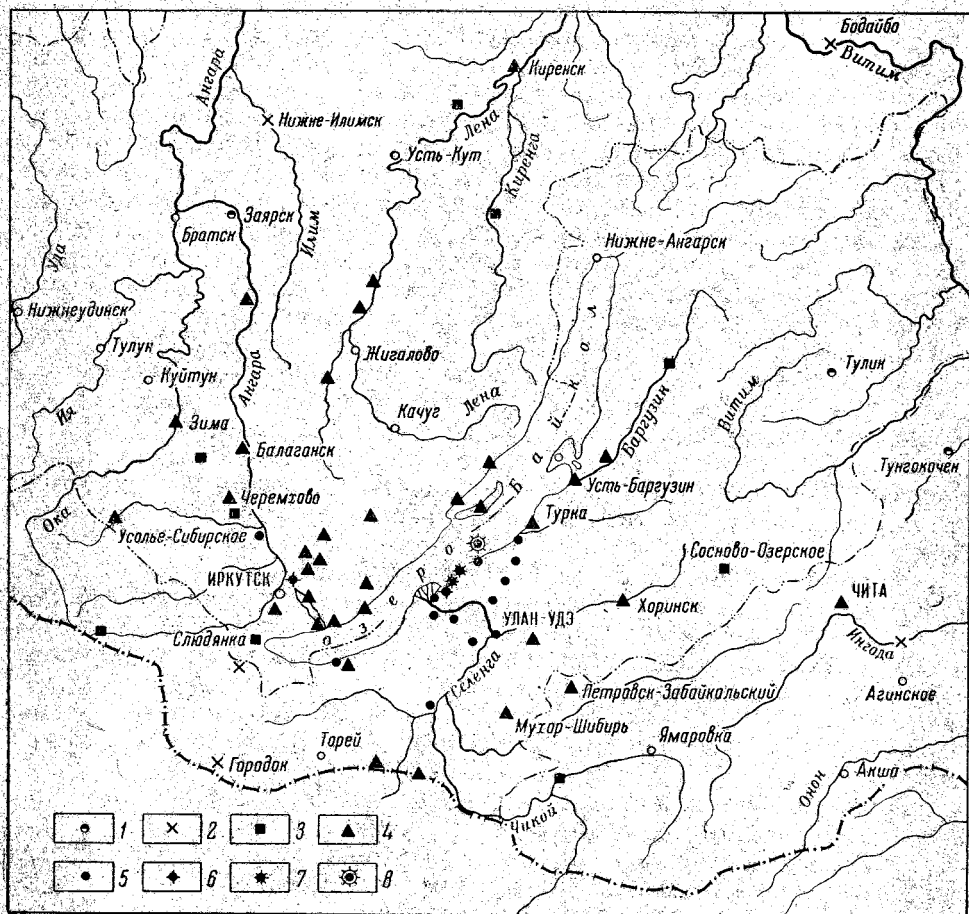 Бодайбо
Витим
Ангара
Киренск
Лена
Нижне-Илимск
Усть-Кут
Киренга
Заярск
Братск
Илим
Уда
Нижне-Ангарск
Нижнеудинск
Тулун
Жигалово
Куйтун
Тулик
Ия
Ангара
Качуг
Лена
Баргузин
Витим
Зима
Балаганск
Тунгокочен
Усть-Баргузин
Черемхово
Ока
Турка
Усолье-Сибирское
Сосново-Озерское
ИРКУТСК
оз е р о Б а й к а л
Хоринск
ЧИТА
УЛАН-УДЭ
Слюдянка
Ингода
Селенга
Петровск-Забайкальский
Агинское
Мухор-Шибирь
Ямаровка
Торей
Городок
Акша
Онон
Чикой
1 2 3 4
5 6 7 8